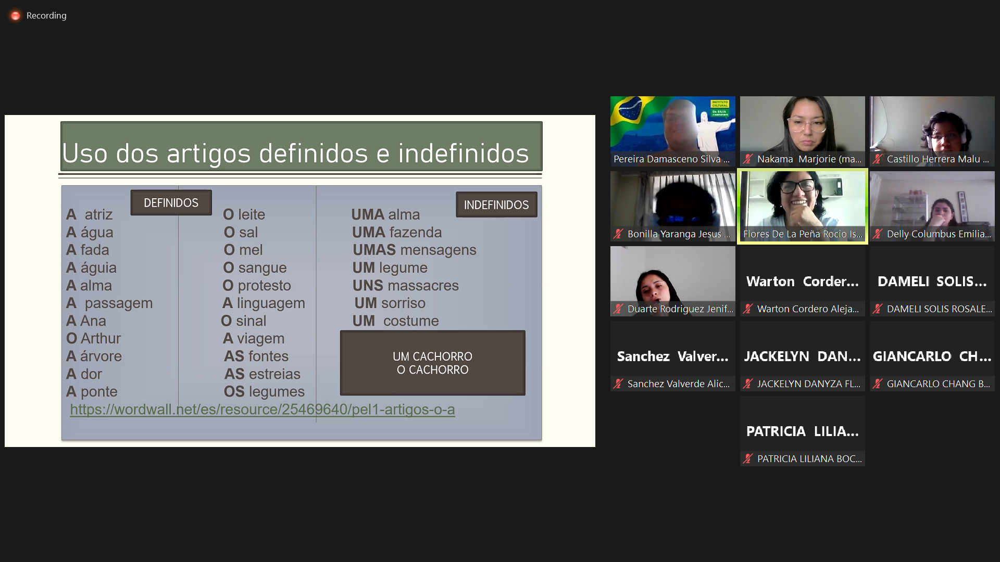 Recording
Uso dos artigos definidos e indefinidos
DEFINIDOS
A atriz
A água
A fada
A águia
A alma
A passagem
A Ana
O Arthur
A árvore
A dor
A ponte
O leite
O sal
O mel
O sangue
O protesto
A linguagem
O sinal
A viagem
AS fontes
AS estreias
OS legumes
INDEFINIDOS
UMA alma
UMA fazenda
UMAS mensagens
UM legume
UNS massacres
UM sorriso
UM costume
UM CACHORRO
O CACHORRO
https://wordwall.net/es/resource/25469640/pel1-artigos-o-a
INSTITUTO
CULTURAL
DA SILVA
CORDEIRO
Pereira Damasceno Silva ...
Nakama Marjorie (ma...
Castillo Herrera Malu ...
Bonilla Yaranga Jesus ...
Flores De La Peña Rocio Is...
Delly Columbus Emilia...
Duarte Rodriguez Jenif...
Warton Corder...
Warton Cordero Aleja...
DAMELI SOLIS...
DAMELI SOLIS ROSALE...
Sanchez Valver...
Sanchez Valverde Alic...
JACKELYN DAN...
JACKELYN DANYZA FL...
GIANCARLO CH...
GIANCARLO CHANG B...
PATRICIA LILIA...
PATRICIA LILIANA BOC...